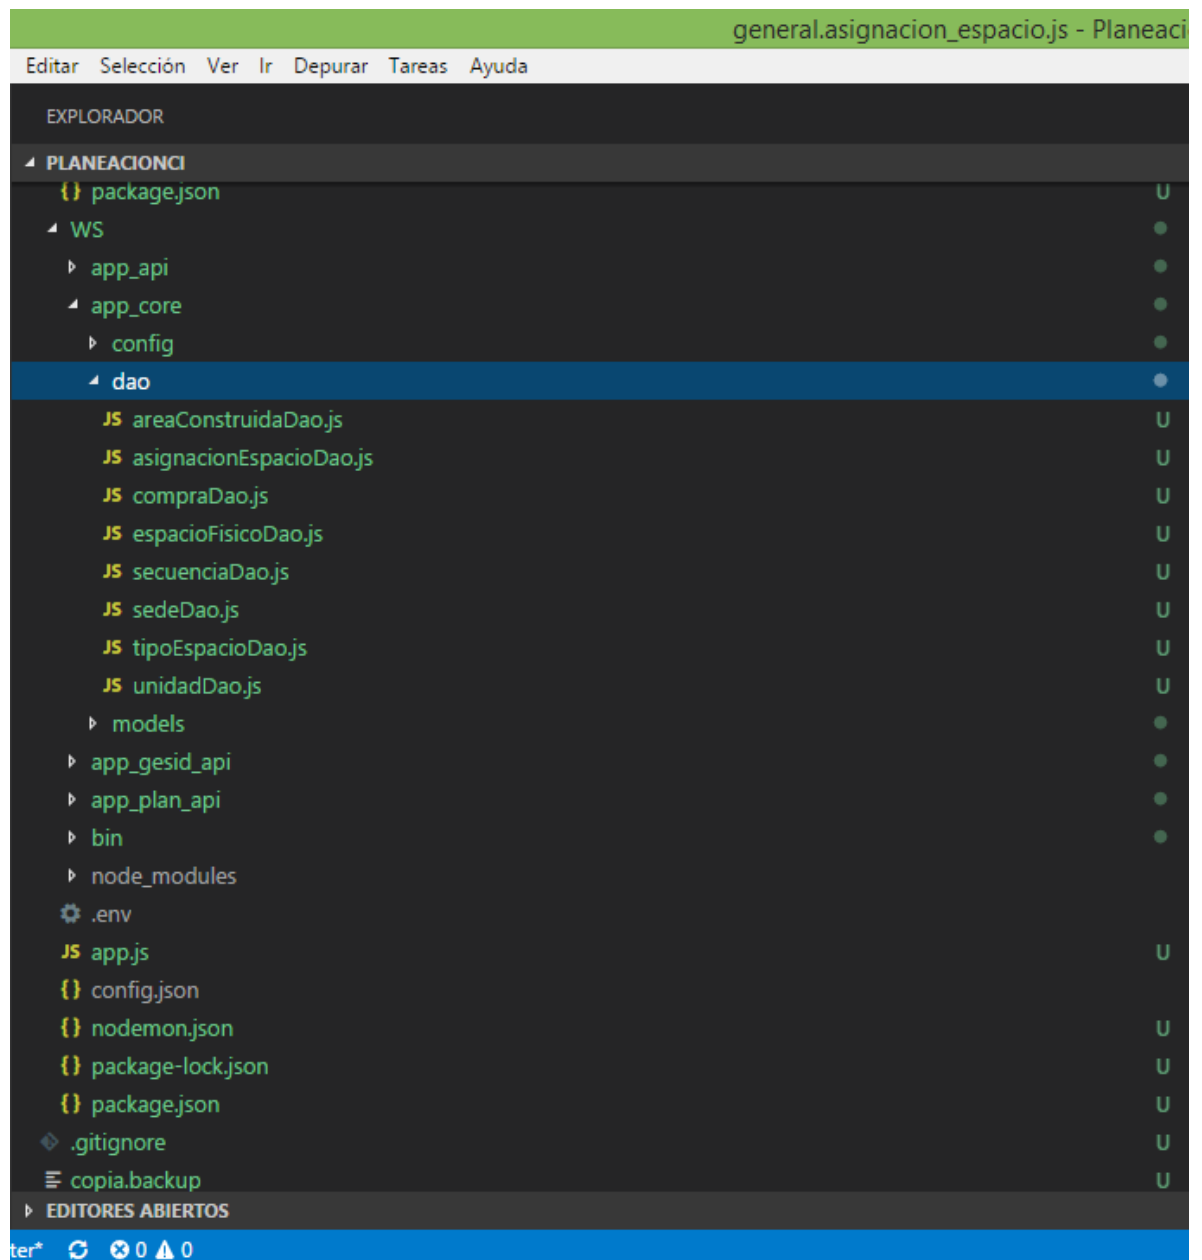 general.asignacion_espacio.js - Planeaci
Editar Selección Ver Ir Depurar Tareas Ayuda
EXPLORADOR
PLANEACIONCI
{} package.json U
WS
app_api
app_core
config
dao
JS areaConstruidaDao.js U
JS asignacionEspacioDao.js U
JS compraDao.js U
JS espacioFisicoDao.js U
JS secuenciaDao.js U
JS sedeDao.js U
JS tipoEspacioDao.js U
JS unidadDao.js U
models
app_gesid_api
app_plan_api
bin
node_modules
.env
JS app.js U
{} config.json
{} nodemon.json U
{} package-lock.json U
{} package.json U
.gitignore U
copia.backup U
EDITORES ABIERTOS
ter* 0 0